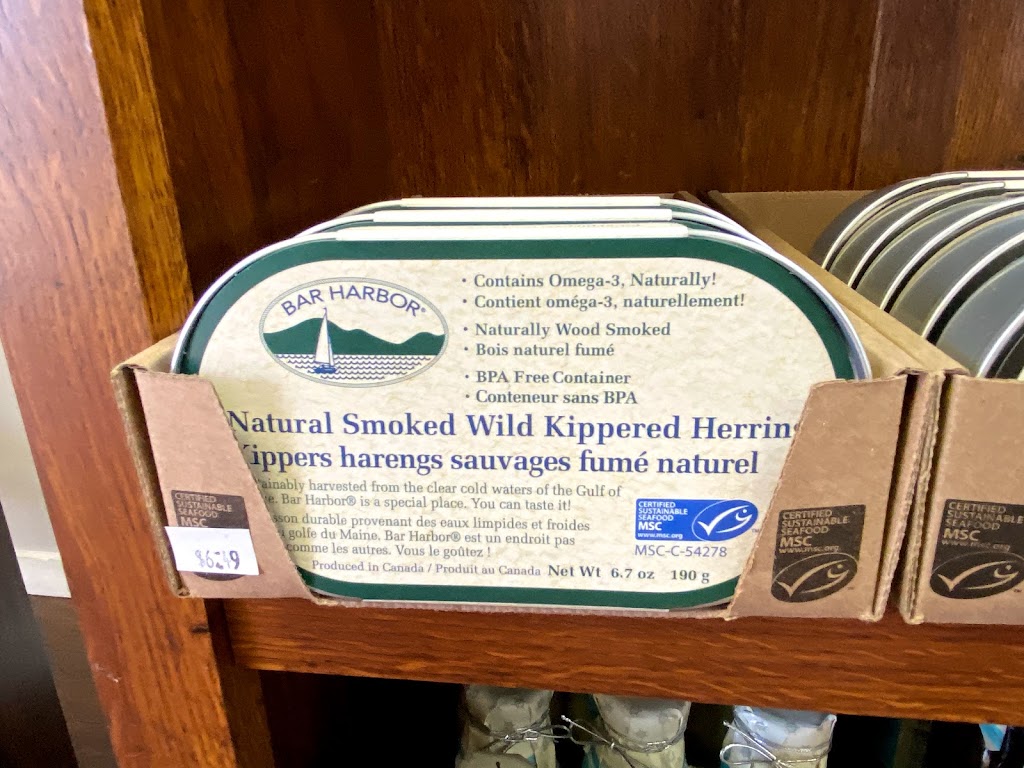 BAR HARBOR®
• Contains Omega-3, Naturally!
• Contient oméga-3, naturellement!
• Naturally Wood Smoked
• Bois naturel fumé
• BPA Free Container
• Conteneur sans BPA
Natural Smoked Wild Kippered Herrin
ippers harengs sauvages fumé naturel
ainably harvested from the clear cold waters of the Gulf of
e. Bar Harbor® is a special place. You can taste it!
sson durable provenant des eaux limpides et froides
golfe du Maine. Bar Harbor® est un endroit pas
comme les autres. Vous le goûtez !
Produced in Canada / Produit au Canada Net Wt 6.7 oz 190 g
CERTIFIED
SUSTAINABLE
SEAFOOD
MSC
www.msc.org
MSC-C-54278
CERTIFIED
SUSTAINABLE
SEAFOOD
MSC
CERTIFIED
SUSTAINABLE
SEAFOOD
MSC
www.msc.org
CERTIFIED
SUSTAINABLE
SEAFOOD
MSC
www.msc.org